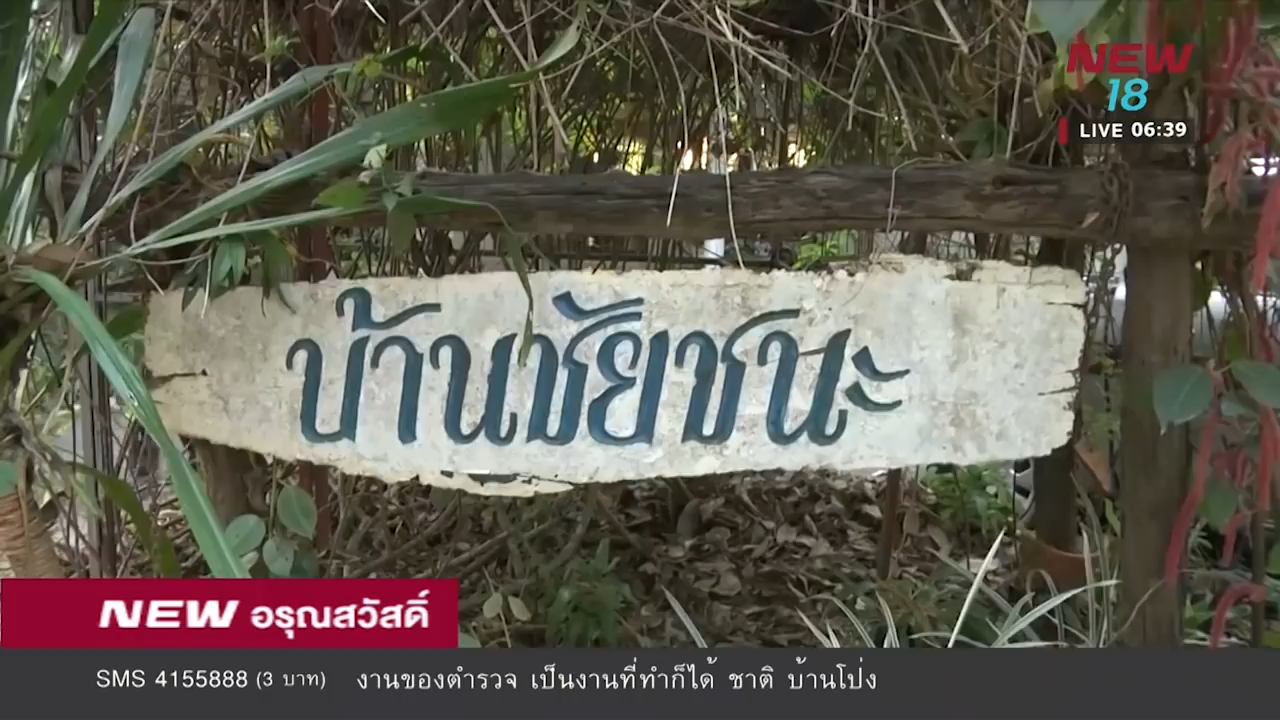 NEW
18
LIVE 06:39
บ้านชัยชนะ
NEW อรุณสวัสดิ์
SMS 4155888 (3 บาท) งานของตำรวจ เป็นงานที่ทำก็ได้ ชาติ บ้านโป่ง